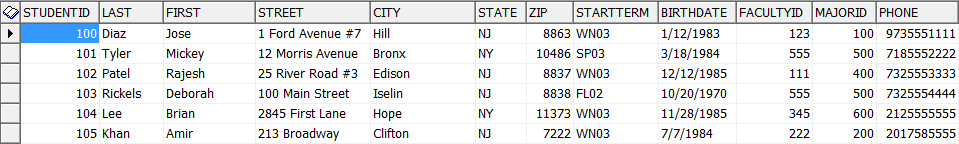 STUDENTID LAST FIRST STREET CITY STATE ZIP STARTTERM BIRTHDATE FACULTYID MAJORID PHONE
100 Diaz Jose 1 Ford Avenue #7 Hill NJ 8863 WN03 1/12/1983 123 100 9735551111
101 Tyler Mickey 12 Morris Avenue Bronx NY 10486 SP03 3/18/1984 555 500 7185552222
102 Patel Rajesh 25 River Road #3 Edison NJ 8837 WN03 12/12/1985 111 400 7325553333
103 Rickels Deborah 100 Main Street Iselin NJ 8838 FL02 10/20/1970 555 500 7325554444
104 Lee Brian 2845 First Lane Hope NY 11373 WN03 11/28/1985 345 600 2125555555
105 Khan Amir 213 Broadway Clifton NJ 7222 WN03 7/7/1984 222 200 2017585555